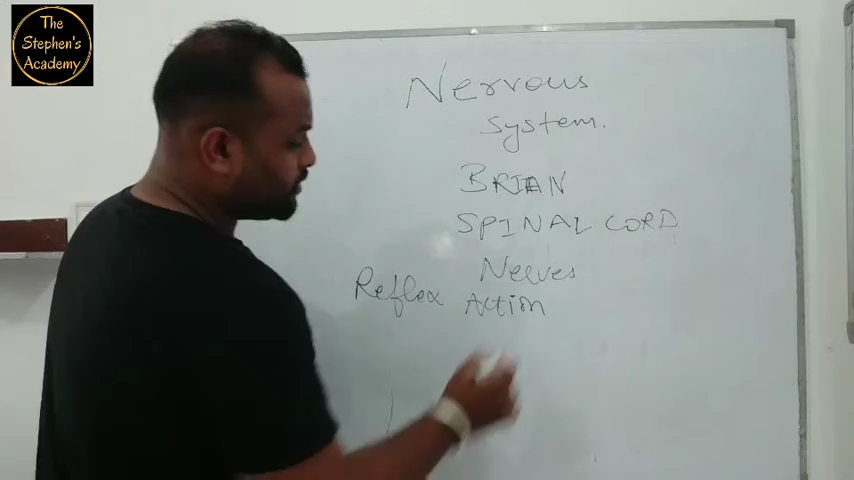 The
Stephen's
Academy
Nervous
System.
BRIAN
SPINAL CORD
Nerves
Reflex Action